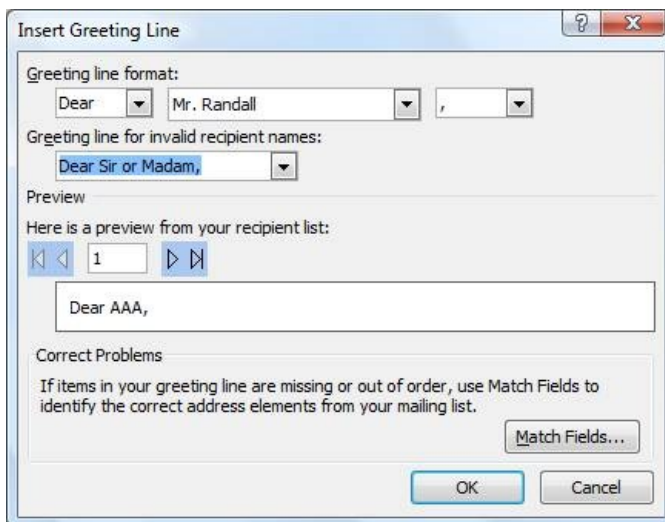 Insert Greeting Line
Greeting line format:
Dear Mr. Randall ,
Greeting line for invalid recipient names:
Dear Sir or Madam,
Preview
Here is a preview from your recipient list:
1
Dear AAA,
Correct Problems
If items in your greeting line are missing or out of order, use Match Fields to
identify the correct address elements from your mailing list.
Match Fields...
OK Cancel